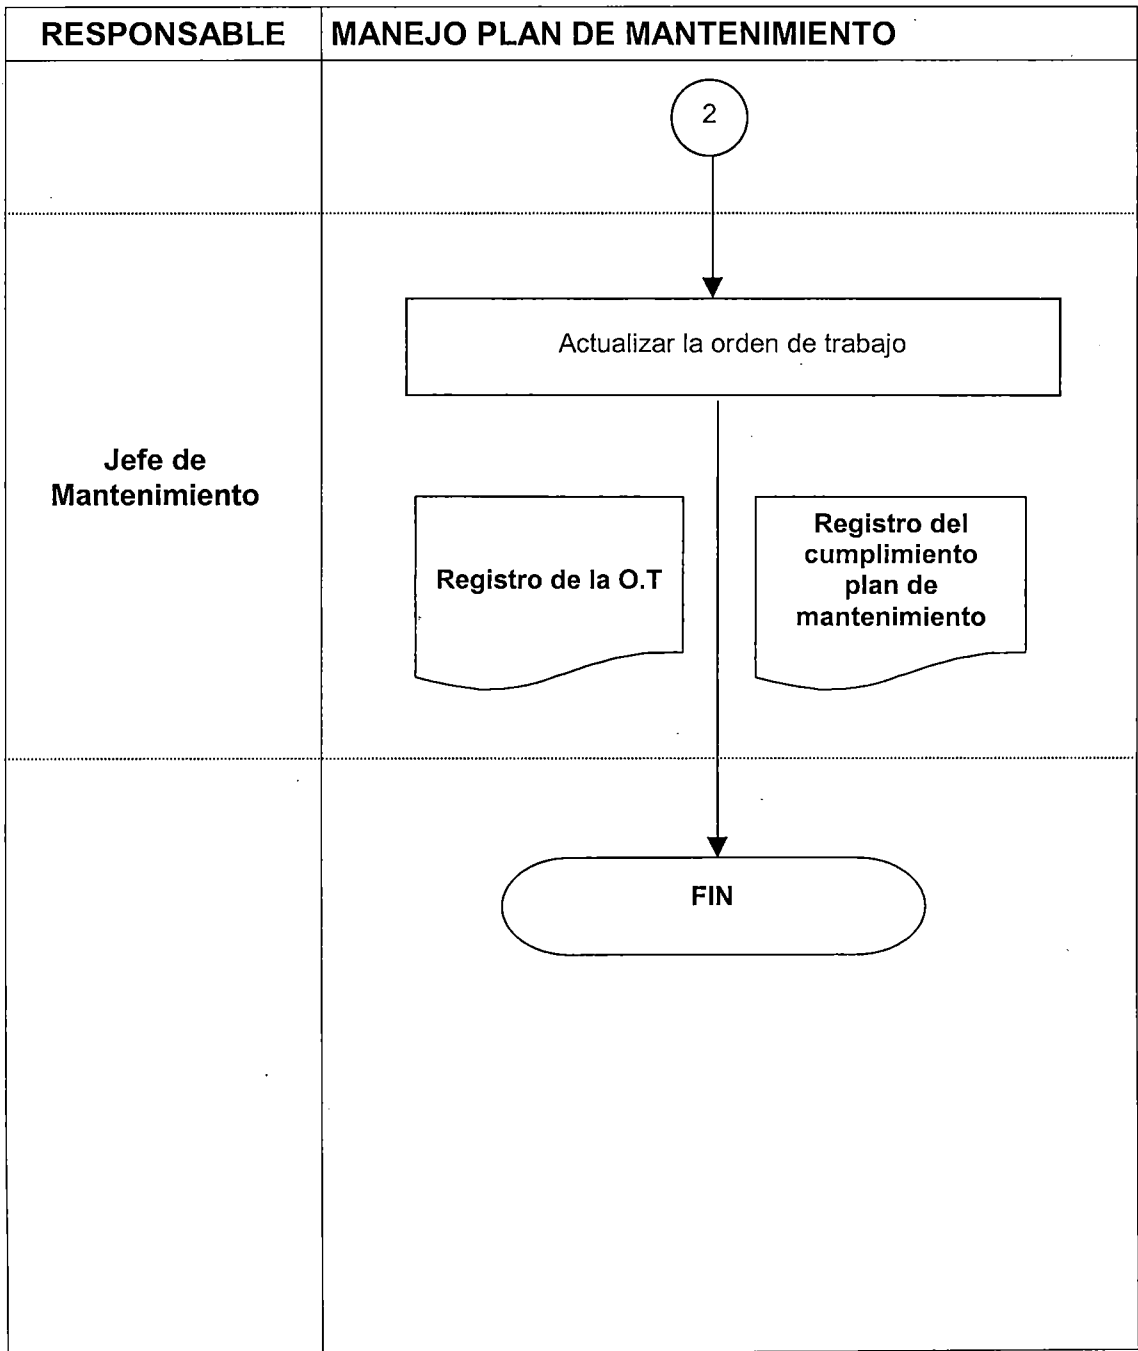 RESPONSABLE
MANEJO PLAN DE MANTENIMIENTO
2
Actualizar la orden de trabajo
Jefe de
Mantenimiento
Registro de la O.T
Registro del
cumplimiento
plan de
mantenimiento
FIN